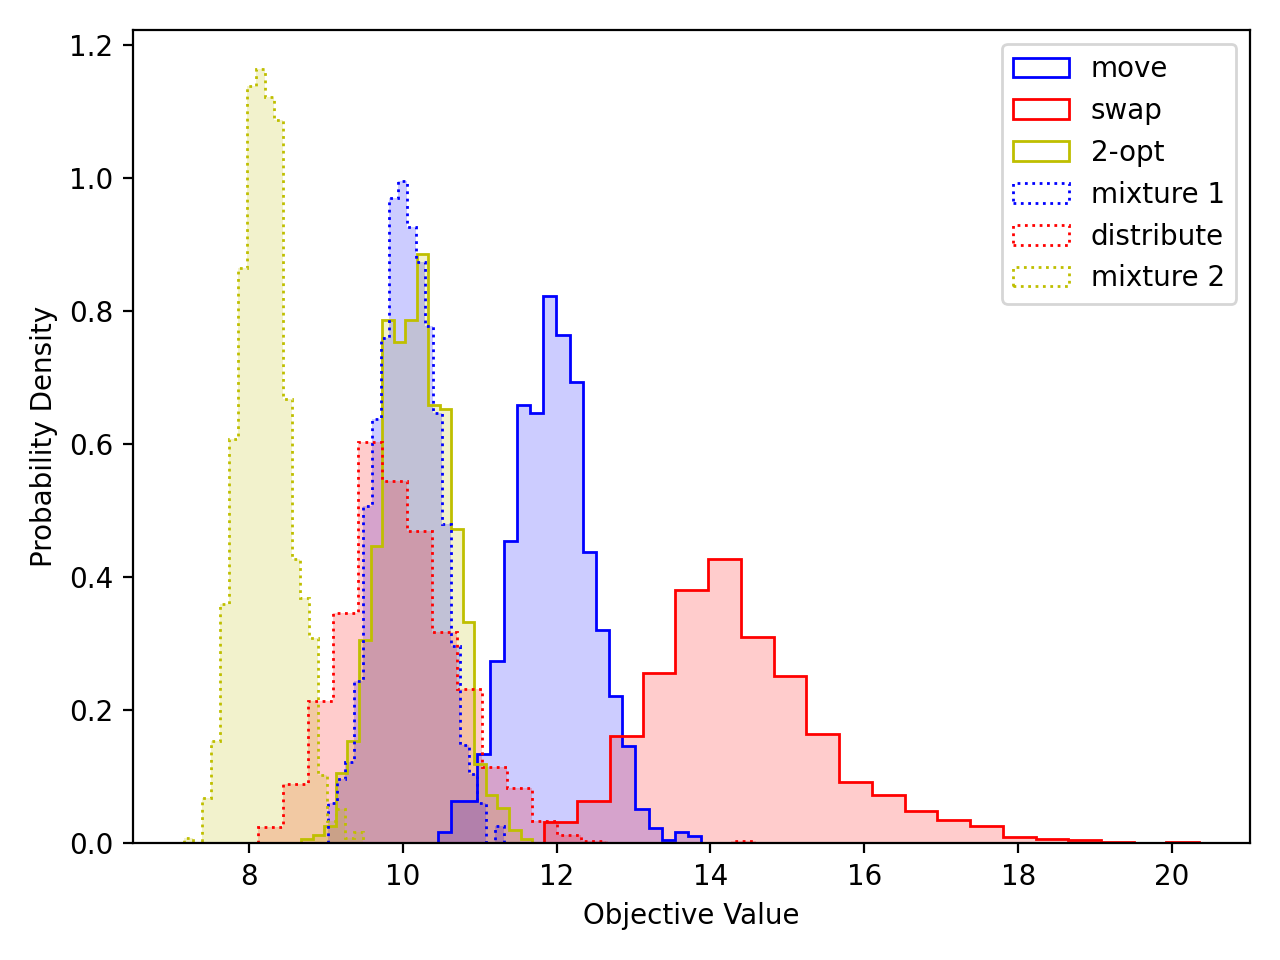 1.2
1.0
0.8
0.6
0.4
0.2
0.0
Probability Density
8 10 12 14 16 18 20
Objective Value
move
swap
2-opt
mixture 1
distribute
mixture 2